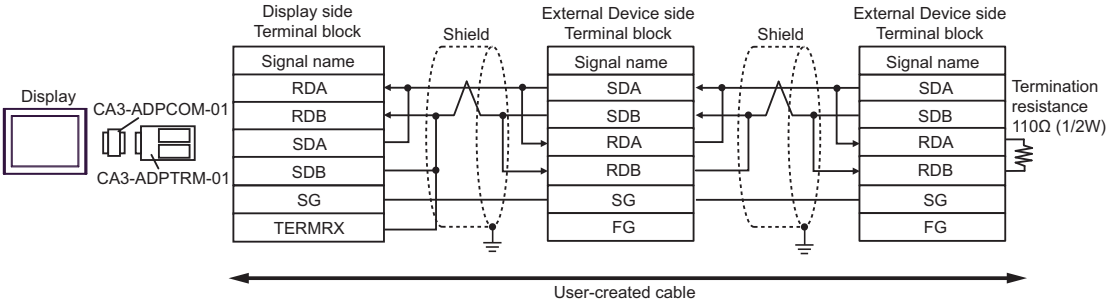 Display side
Terminal block
External Device side
Terminal block
External Device side
Terminal block
Shield
Shield
Signal name
Signal name
Signal name
RDA
SDA
SDA
RDB
SDB
SDB
SDA
RDA
RDA
SDB
RDB
RDB
SG
SG
SG
TERMRX
FG
FG
Display
CA3-ADPCOM-01
CA3-ADPTRM-01
Termination
resistance
110Ω (1/2W)
User-created cable